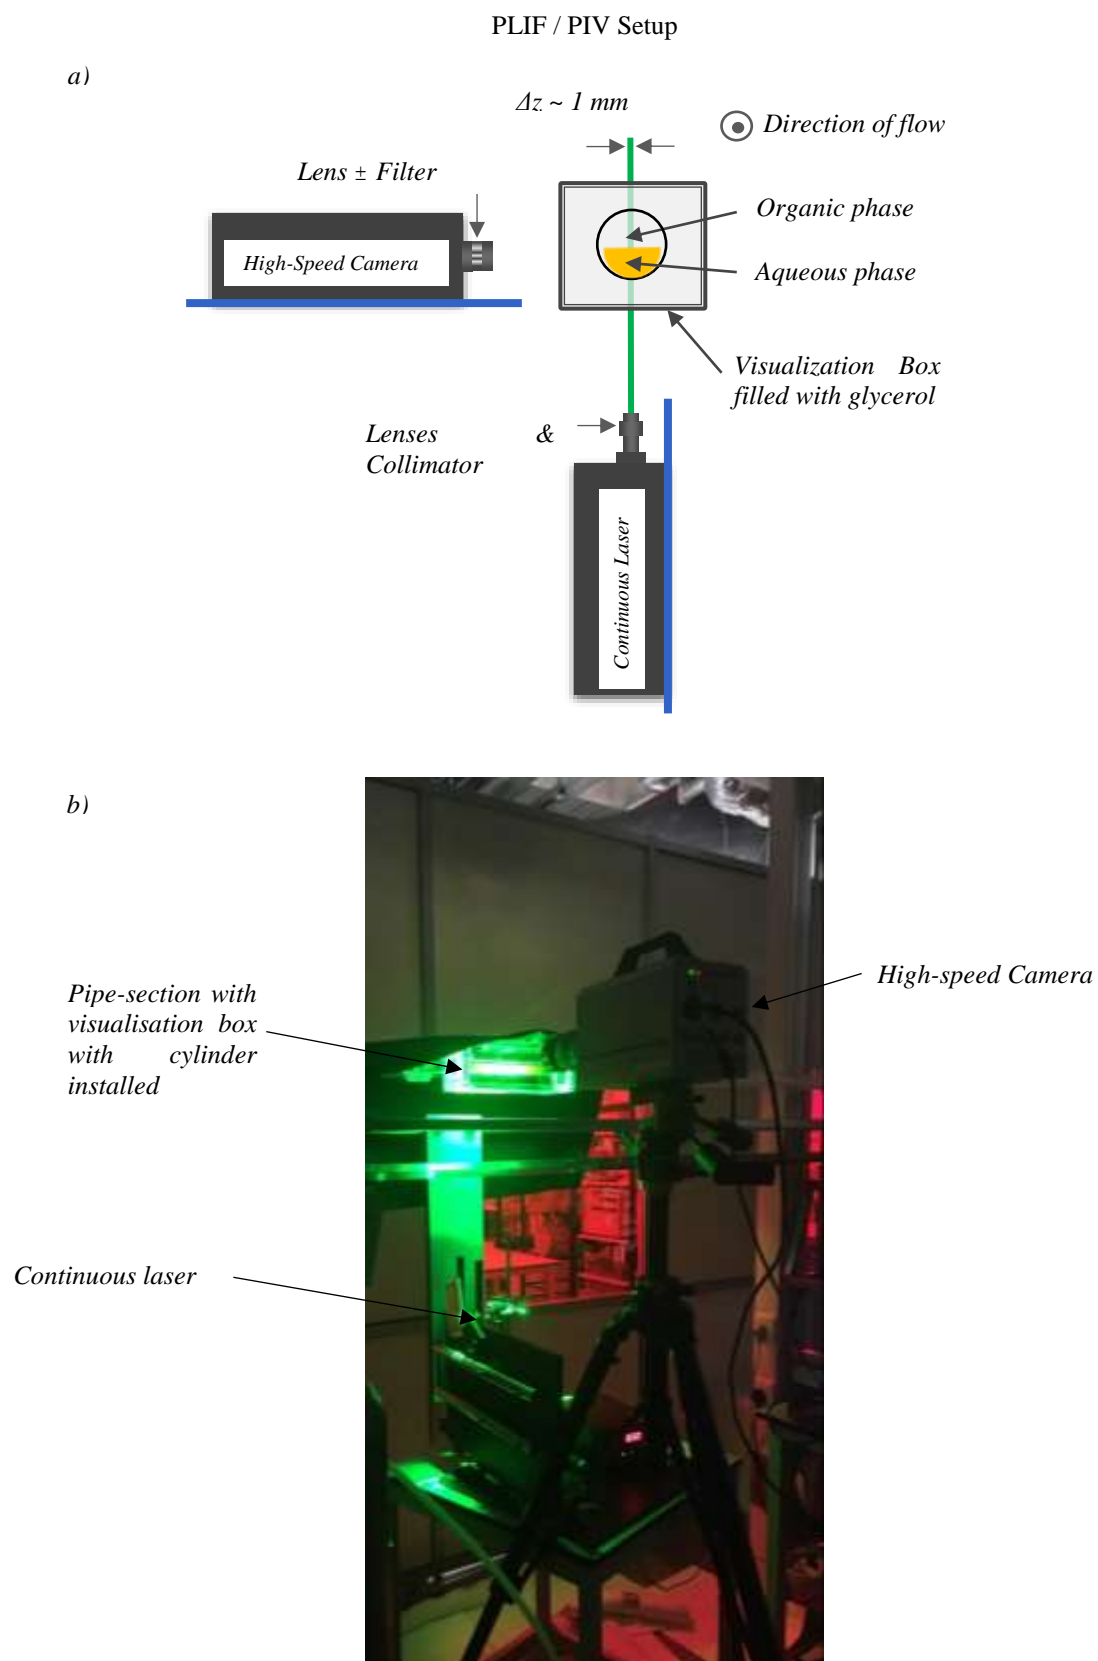 PLIF / PIV Setup
a)
Δz ~ 1 mm
Direction of flow
Lens ± Filter
Organic phase
High-Speed Camera
Aqueous phase
Visualization Box
filled with glycerol
Lenses &
Collimator
Continuous Laser
b)
High-speed Camera
Pipe-section with
visualisation box
with cylinder
installed
Continuous laser